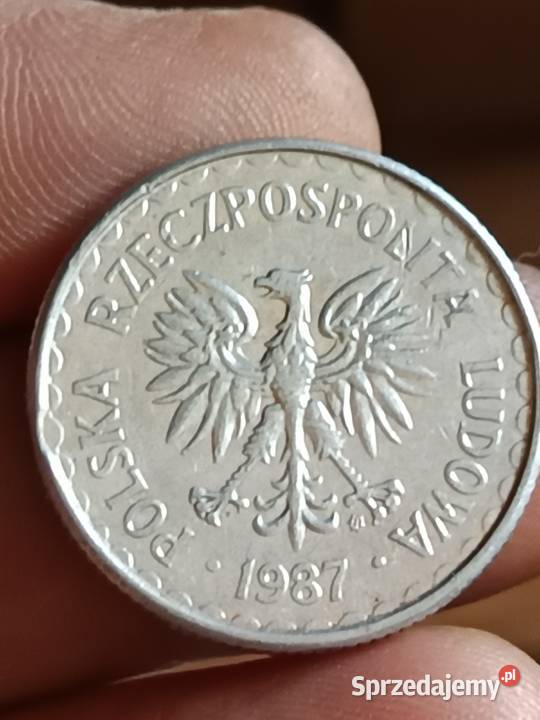 POLSKA RZECZPOSPOLITA LUDOWA
· 1987 ·
Sprzedajemy.pl